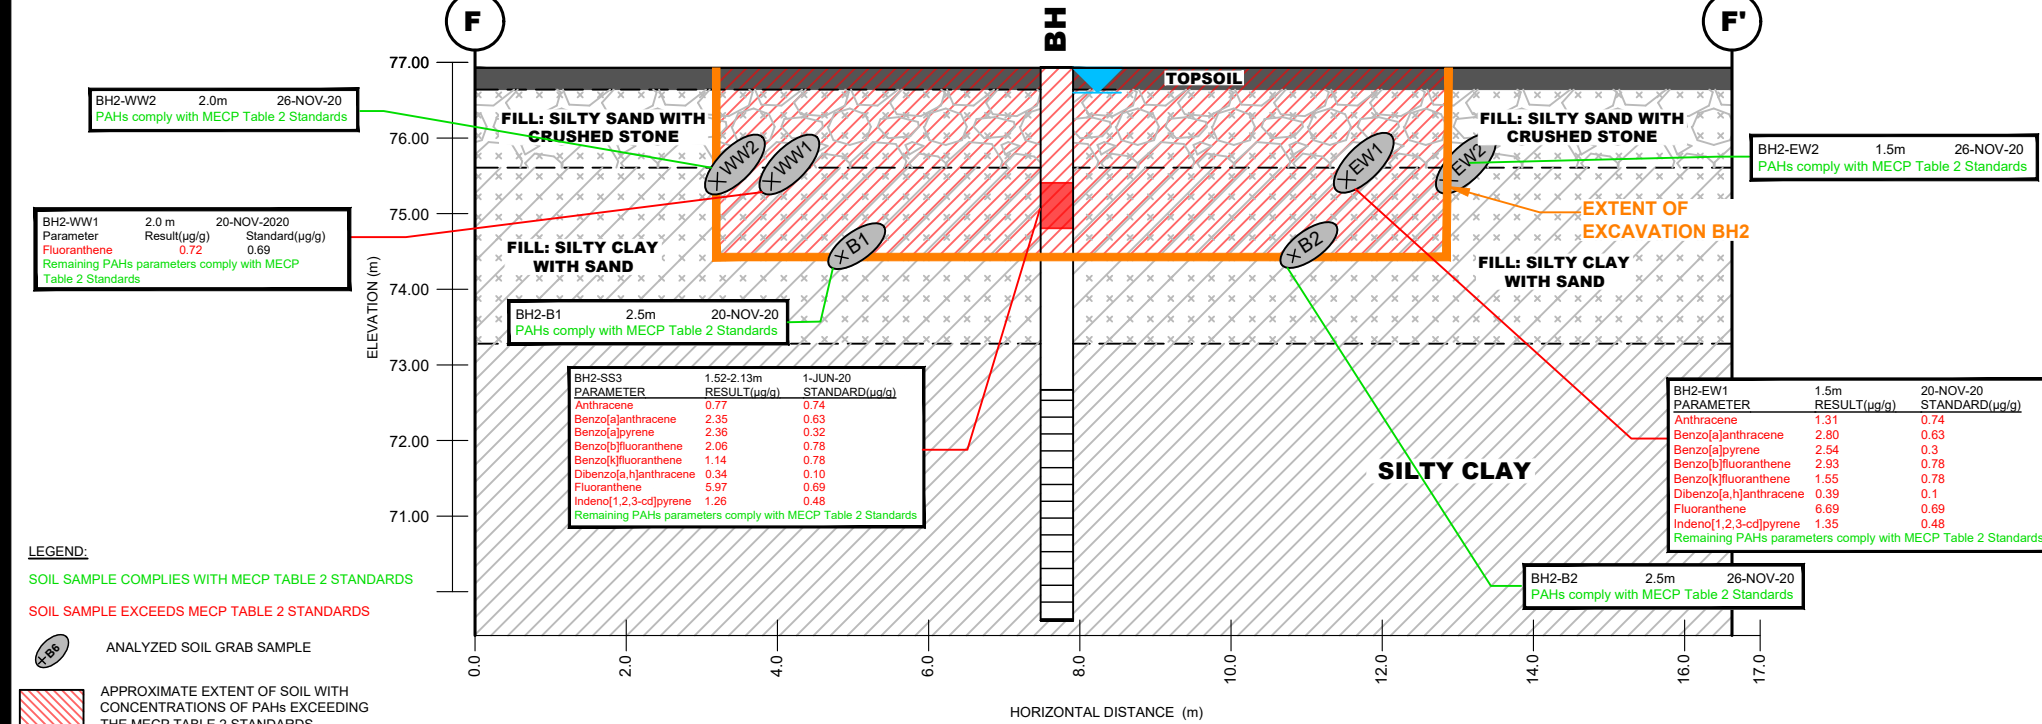 F
BH
F'
77.00
76.00
75.00
74.00
73.00
72.00
71.00
ELEVATION (m)
TOPSOIL
BH2-WW2 2.0m 26-NOV-20
PAHs comply with MECP Table 2 Standards
FILL: SILTY SAND WITH
CRUSHED STONE
WW2
WW1
EW1
EW2
FILL: SILTY SAND WITH
CRUSHED STONE
BH2-EW2 1.5m 26-NOV-20
PAHs comply with MECP Table 2 Standards
BH2-WW1 2.0 m 20-NOV-2020
Parameter Result(µg/g) Standard(µg/g)
Fluoranthene 0.72 0.69
Remaining PAHs parameters comply with MECP
Table 2 Standards
FILL: SILTY CLAY
WITH SAND
B1
B2
EXTENT OF
EXCAVATION BH2
FILL: SILTY CLAY
WITH SAND
BH2-B1 2.5m 20-NOV-20
PAHs comply with MECP Table 2 Standards
BH2-SS3 1.52-2.13m 1-JUN-20
PARAMETER RESULT(µg/g) STANDARD(µg/g)
Anthracene 0.77 0.74
Benzo[a]anthracene 2.35 0.63
Benzo[a]pyrene 2.36 0.32
Benzo[b]fluoranthene 2.06 0.78
Benzo[k]fluoranthene 1.14 0.78
Dibenzo[a,h]anthracene 0.34 0.10
Fluoranthene 5.97 0.69
Indeno[1,2,3-cd]pyrene 1.26 0.48
Remaining PAHs parameters comply with MECP Table 2 Standards
SILTY CLAY
BH2-EW1 1.5m 20-NOV-20
PARAMETER RESULT(µg/g) STANDARD(µg/g)
Anthracene 1.31 0.74
Benzo[a]anthracene 2.80 0.63
Benzo[a]pyrene 2.54 0.3
Benzo[b]fluoranthene 2.93 0.78
Benzo[k]fluoranthene 1.55 0.78
Dibenzo[a,h]anthracene 0.39 0.1
Fluoranthene 6.69 0.69
Indeno[1,2,3-cd]pyrene 1.35 0.48
Remaining PAHs parameters comply with MECP Table 2 Standards
BH2-B2 2.5m 26-NOV-20
PAHs comply with MECP Table 2 Standards
LEGEND:
SOIL SAMPLE COMPLIES WITH MECP TABLE 2 STANDARDS
SOIL SAMPLE EXCEEDS MECP TABLE 2 STANDARDS
B6
ANALYZED SOIL GRAB SAMPLE
APPROXIMATE EXTENT OF SOIL WITH
CONCENTRATIONS OF PAHs EXCEEDING
THE MECP TABLE 2 STANDARDS
0.0 2.0 4.0 6.0 8.0 10.0 12.0 14.0 16.0 17.0
HORIZONTAL DISTANCE (m)